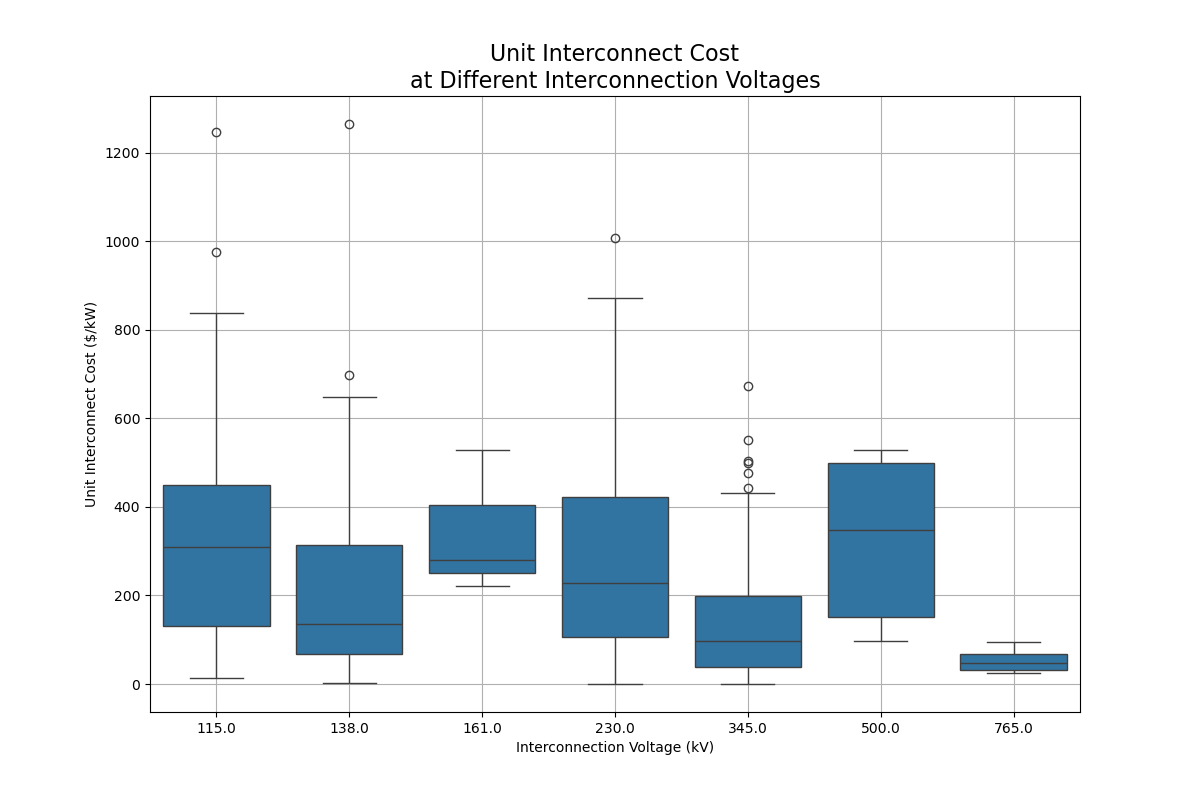 Unit Interconnect Cost
at Different Interconnection Voltages
Unit Interconnect Cost ($/kW)
1200
1000
800
600
400
200
0
115.0 138.0 161.0 230.0 345.0 500.0 765.0
Interconnection Voltage (kV)